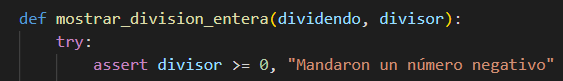 def mostrar_division_entera(dividendo, divisor):
    try:
        assert divisor >= 0, "Mandaron un número negativo"